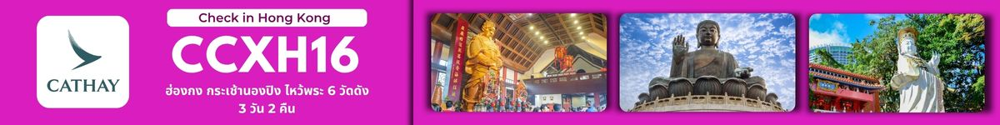 CATHAY
Check in Hong Kong
CCXH16
ฮ่องกง กระเช้านองปิง ไหว้พระ 6 วัดดัง
3 วัน 2 คืน